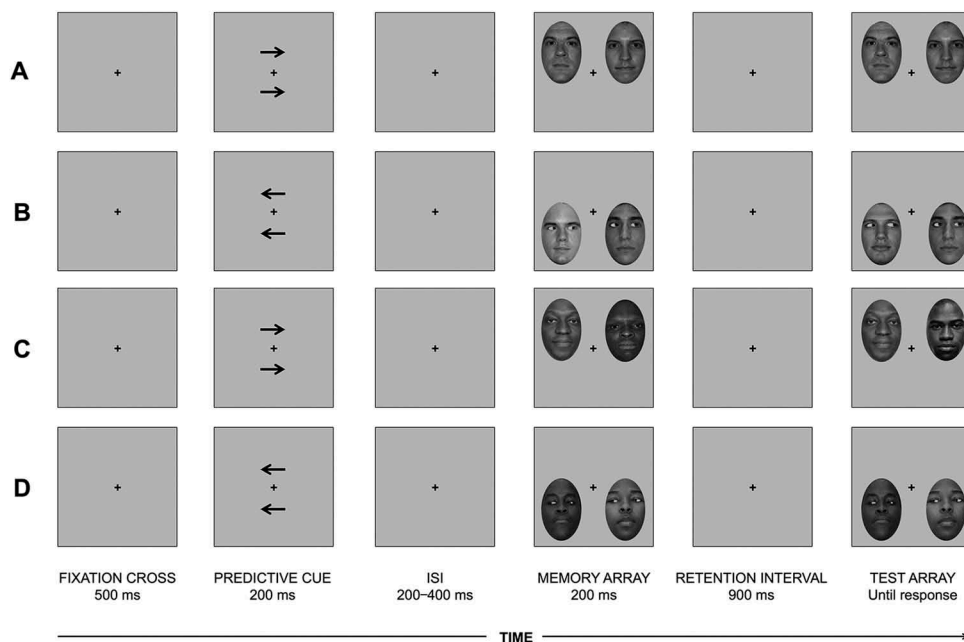 A
B
C
D
FIXATION CROSS
500 ms
PREDICTIVE CUE
200 ms
ISI
200–400 ms
MEMORY ARRAY
200 ms
RETENTION INTERVAL
900 ms
TEST ARRAY
Until response
TIME